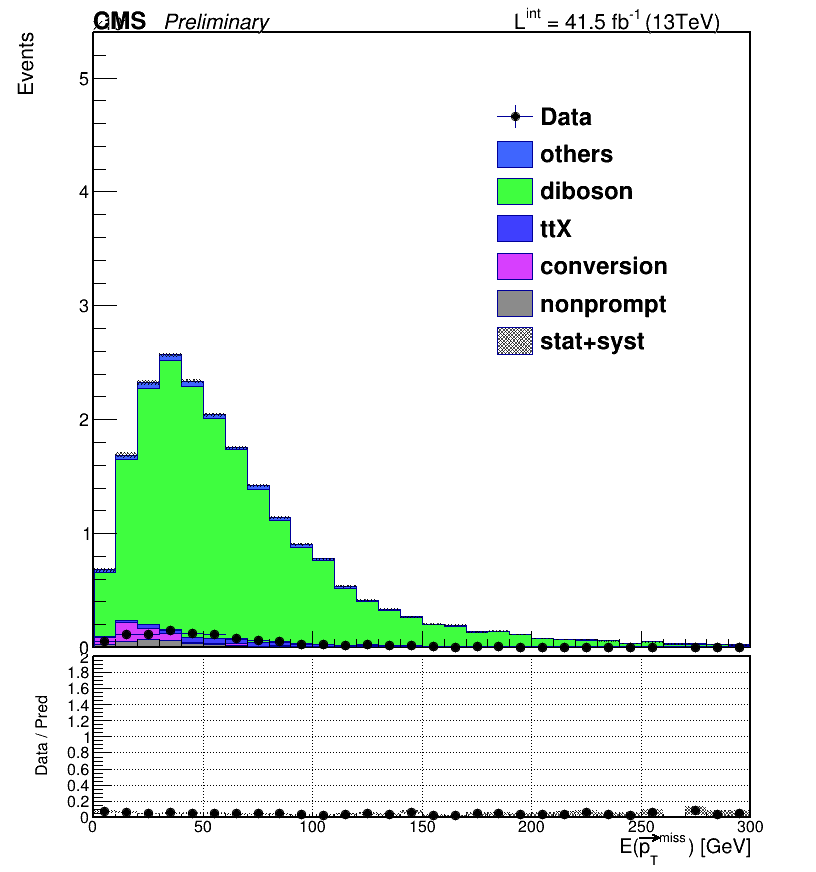 CMS Preliminary L^int = 41.5 fb^-1 (13TeV)
Events
5
4
3
2
1
0
Data
others
diboson
ttX
conversion
nonprompt
stat+syst
Data / Pred
2
1.8
1.6
1.4
1.2
1
0.8
0.6
0.4
0.2
0
0 50 100 150 200 250 300
E(p_T^miss) [GeV]